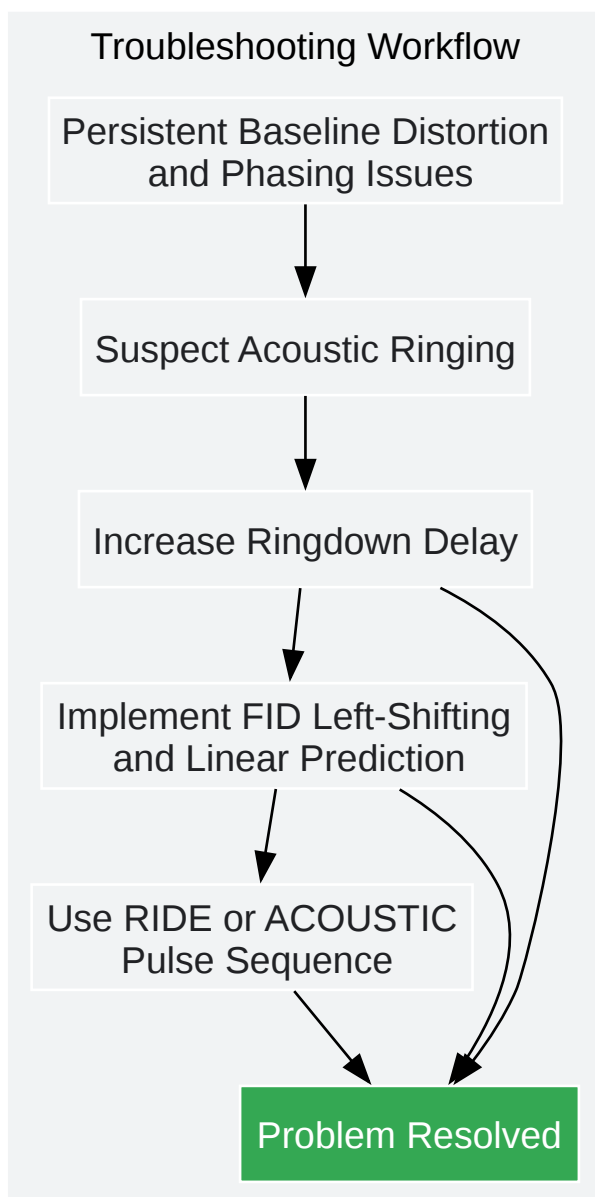 Troubleshooting Workflow
Persistent Baseline Distortion
and Phasing Issues
Suspect Acoustic Ringing
Increase Ringdown Delay
Implement FID Left-Shifting
and Linear Prediction
Use RIDE or ACOUSTIC
Pulse Sequence
Problem Resolved